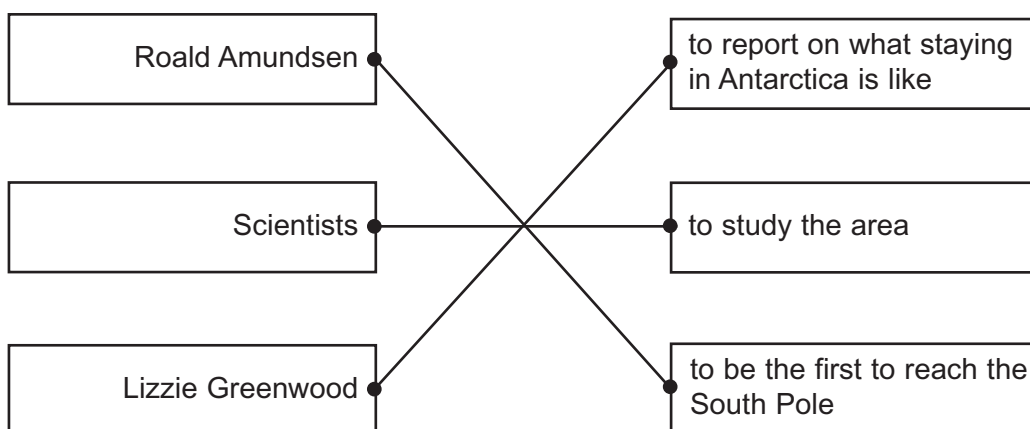 Roald Amundsen
to report on what staying
in Antarctica is like
Scientists
to study the area
Lizzie Greenwood
to be the first to reach the
South Pole